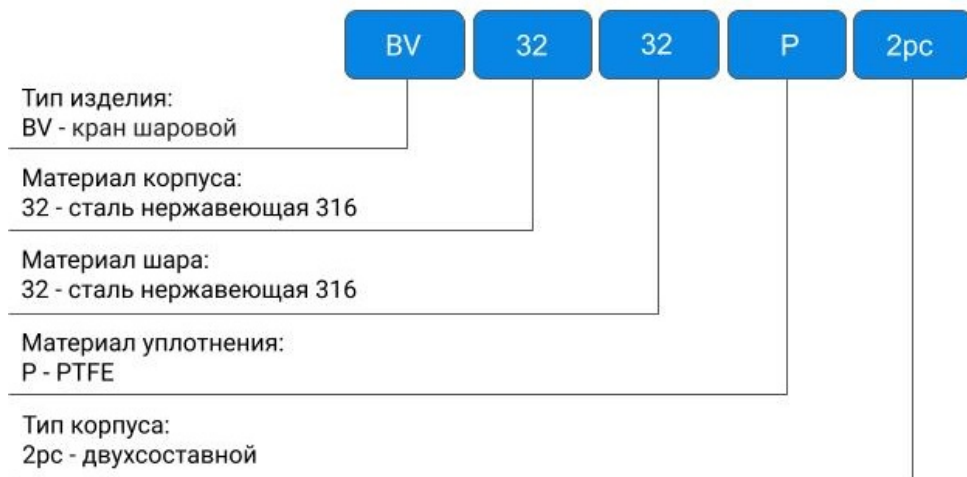 BV 32 32 P 2pc
Тип изделия:
BV - кран шаровой
Материал корпуса:
32 - сталь нержавеющая 316
Материал шара:
32 - сталь нержавеющая 316
Материал уплотнения:
P - PTFE
Тип корпуса:
2pc - двухсоставной